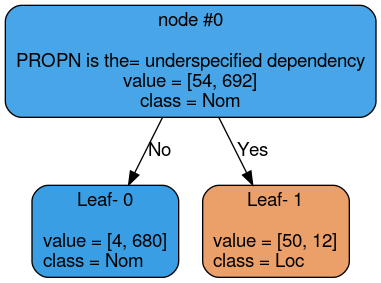 node #0
PROPN is the= underspecified dependency
value = [54, 692]
class = Nom
No
Yes
Leaf- 0
value = [4, 680]
class = Nom
Leaf- 1
value = [50, 12]
class = Loc